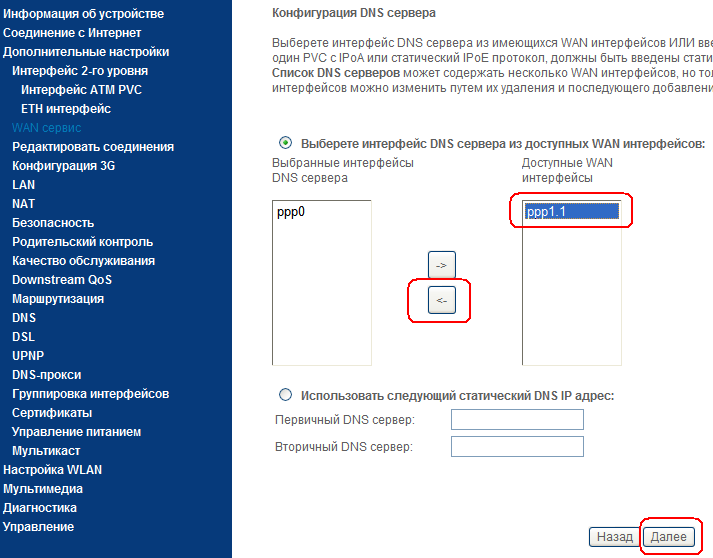 Информация об устройстве
Соединение с Интернет
Дополнительные настройки
Интерфейс 2-го уровня
Интерфейс ATM PVC
ETH интерфейс
WAN сервис
Редактировать соединения
Конфигурация 3G
LAN
NAT
Безопасность
Родительский контроль
Качество обслуживания
Downstream QoS
Маршрутизация
DNS
DSL
UPNP
DNS-прокси
Группировка интерфейсов
Сертификаты
Управление питанием
Мультикаст
Настройка WLAN
Мультимедиа
Диагностика
Управление
Конфигурация DNS сервера
Выберете интерфейс DNS сервера из имеющихся WAN интерфейсов ИЛИ вве
один PVC с IPoA или статический IPoE протокол, должны быть введены стати
Список DNS серверов может содержать несколько WAN интерфейсов, но тол
интерфейсов можно изменить путем их удаления и последующего добавлени
Выберете интерфейс DNS сервера из доступных WAN интерфейсов:
Выбранные интерфейсы
DNS сервера
Доступные WAN
интерфейсы
ppp0
ppp1.1
->
<-
Использовать следующий статический DNS IP адрес:
Первичный DNS сервер:
Вторичный DNS сервер:
Назад
Далее